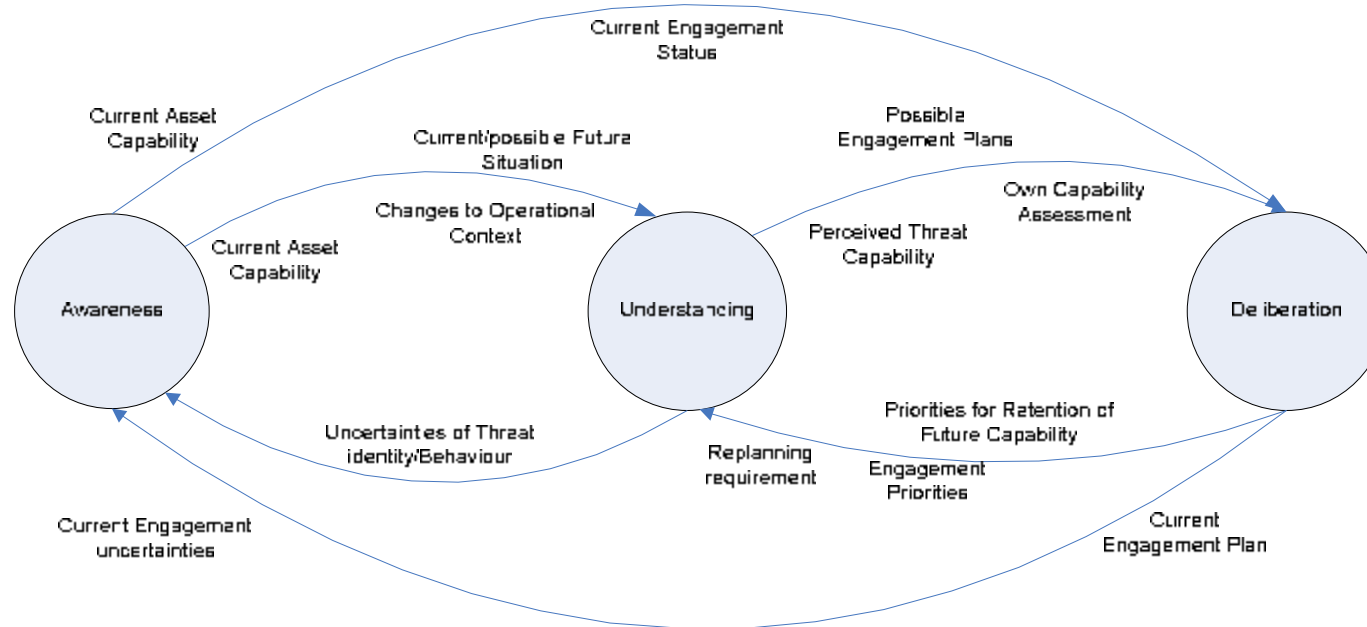 Current Engagement
Status
Current Asset
Capability
Possible
Engagement Plans
Current/possible Future
Situation
Own Capability
Assessment
Changes to Operational
Context
Current Asset
Capability
Perceived Threat
Capability
Awareness
Understanding
Deliberation
Uncertainties of Threat
identity/Behaviour
Priorities for Retention of
Future Capability
Replanning
requirement
Engagement
Priorities
Current Engagement
uncertainties
Current
Engagement Plan